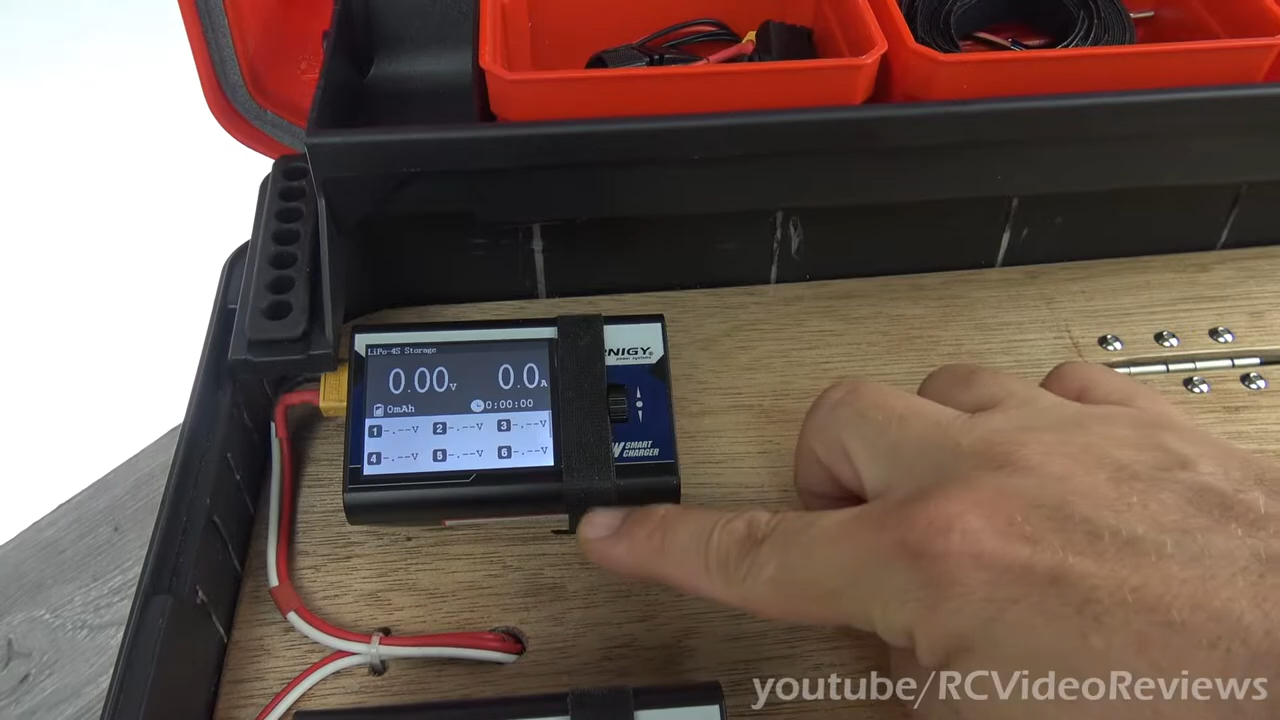 LiPo-4S Storage
0.00V 0.0A
0mAh 0:00:00
1 -.--V 2 -.--V 3 -.--V
4 -.--V 5 -.--V 6 -.--V
power systems
SMART
CHARGER
youtube/RCVideoReviews